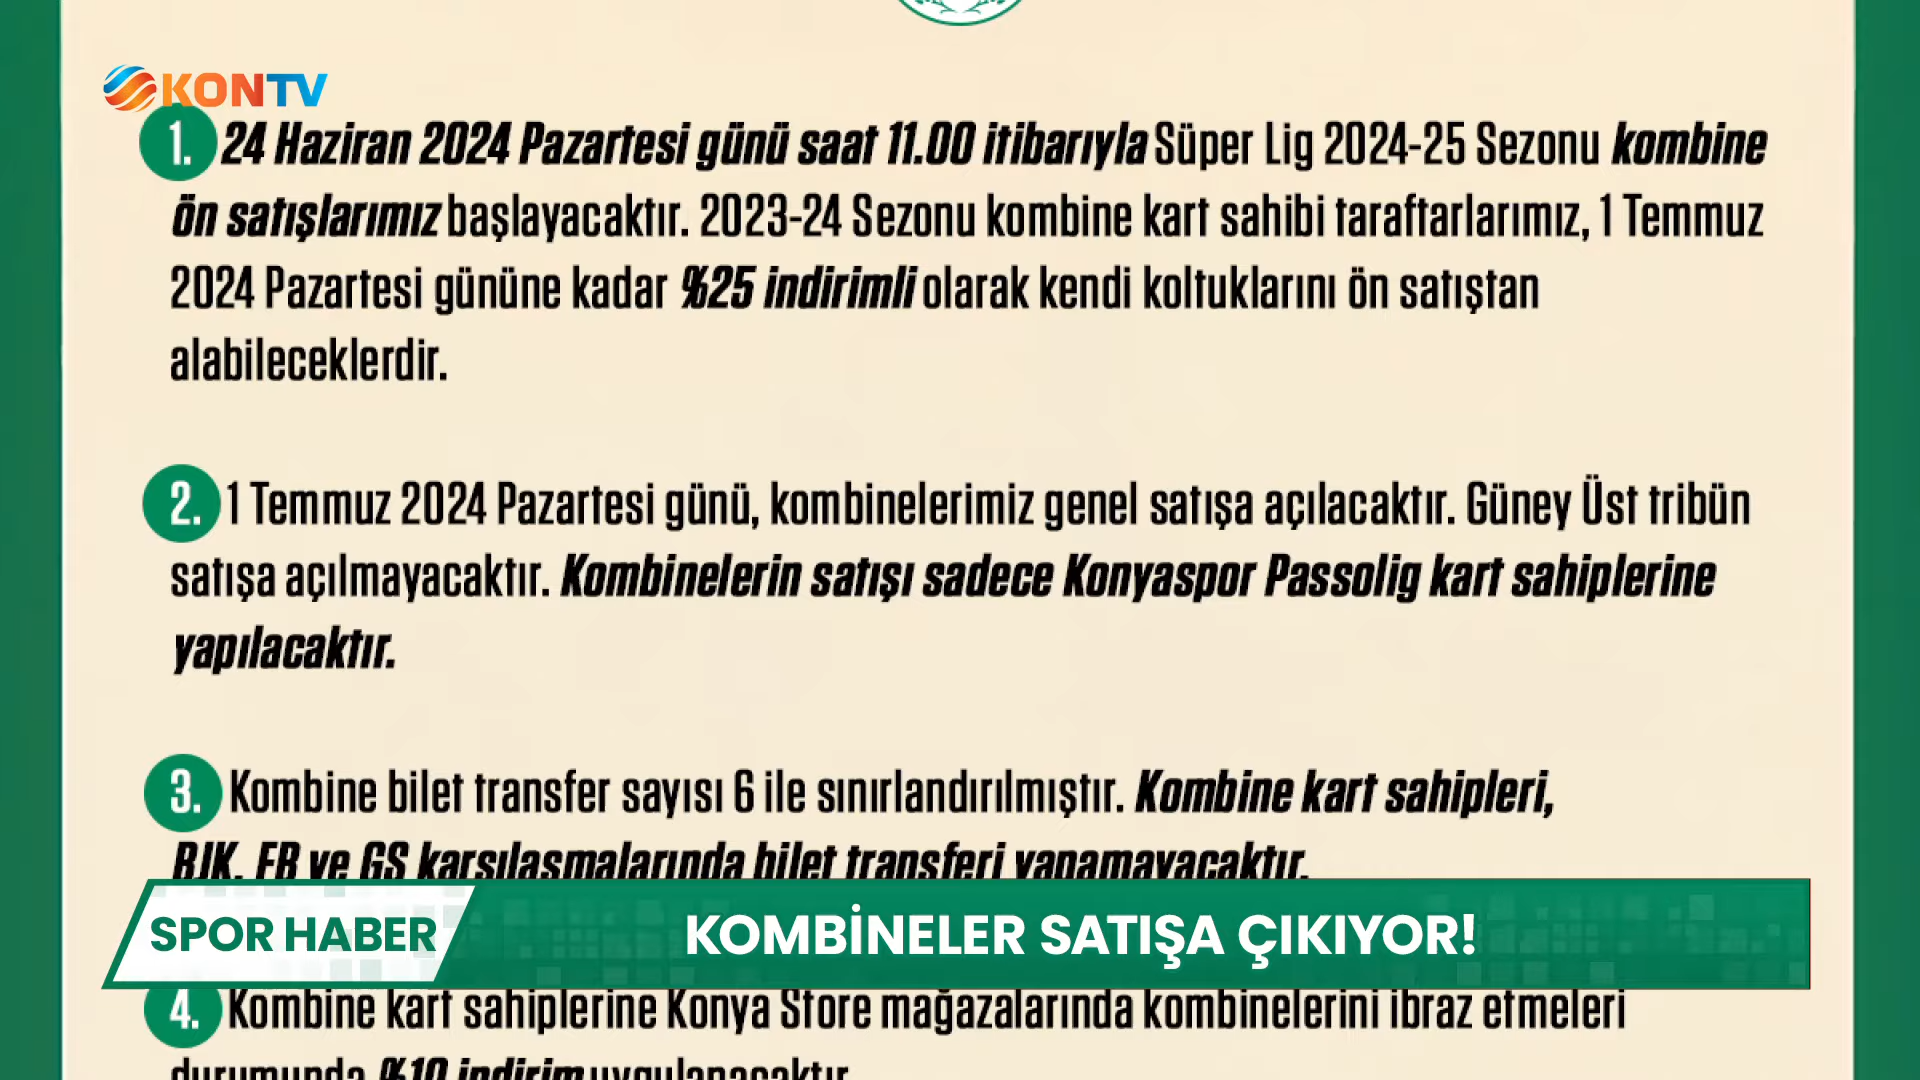 KONTV
1. 24 Haziran 2024 Pazartesi günü saat 11.00 itibarıyla Süper Lig 2024-25 Sezonu kombine
ön satışlarımız başlayacaktır. 2023-24 Sezonu kombine kart sahibi taraftarlarımız, 1 Temmuz
2024 Pazartesi gününe kadar %25 indirimli olarak kendi koltuklarını ön satıştan
alabileceklerdir.
2. 1 Temmuz 2024 Pazartesi günü, kombinelerimiz genel satışa açılacaktır. Güney Üst tribün
satışa açılmayacaktır. Kombinelerin satışı sadece Konyaspor Passolig kart sahiplerine
yapılacaktır.
3. Kombine bilet transfer sayısı 6 ile sınırlandırılmıştır. Kombine kart sahipleri,
BJK, FB ve GS karşılaşmalarında bilet transferi yapamayacaktır.
SPOR HABER
KOMBİNELER SATIŞA ÇIKIYOR!
4. Kombine kart sahiplerine Konya Store mağazalarında kombinelerini ibraz etmeleri
durumunda %10 indirim uygulanacaktır.